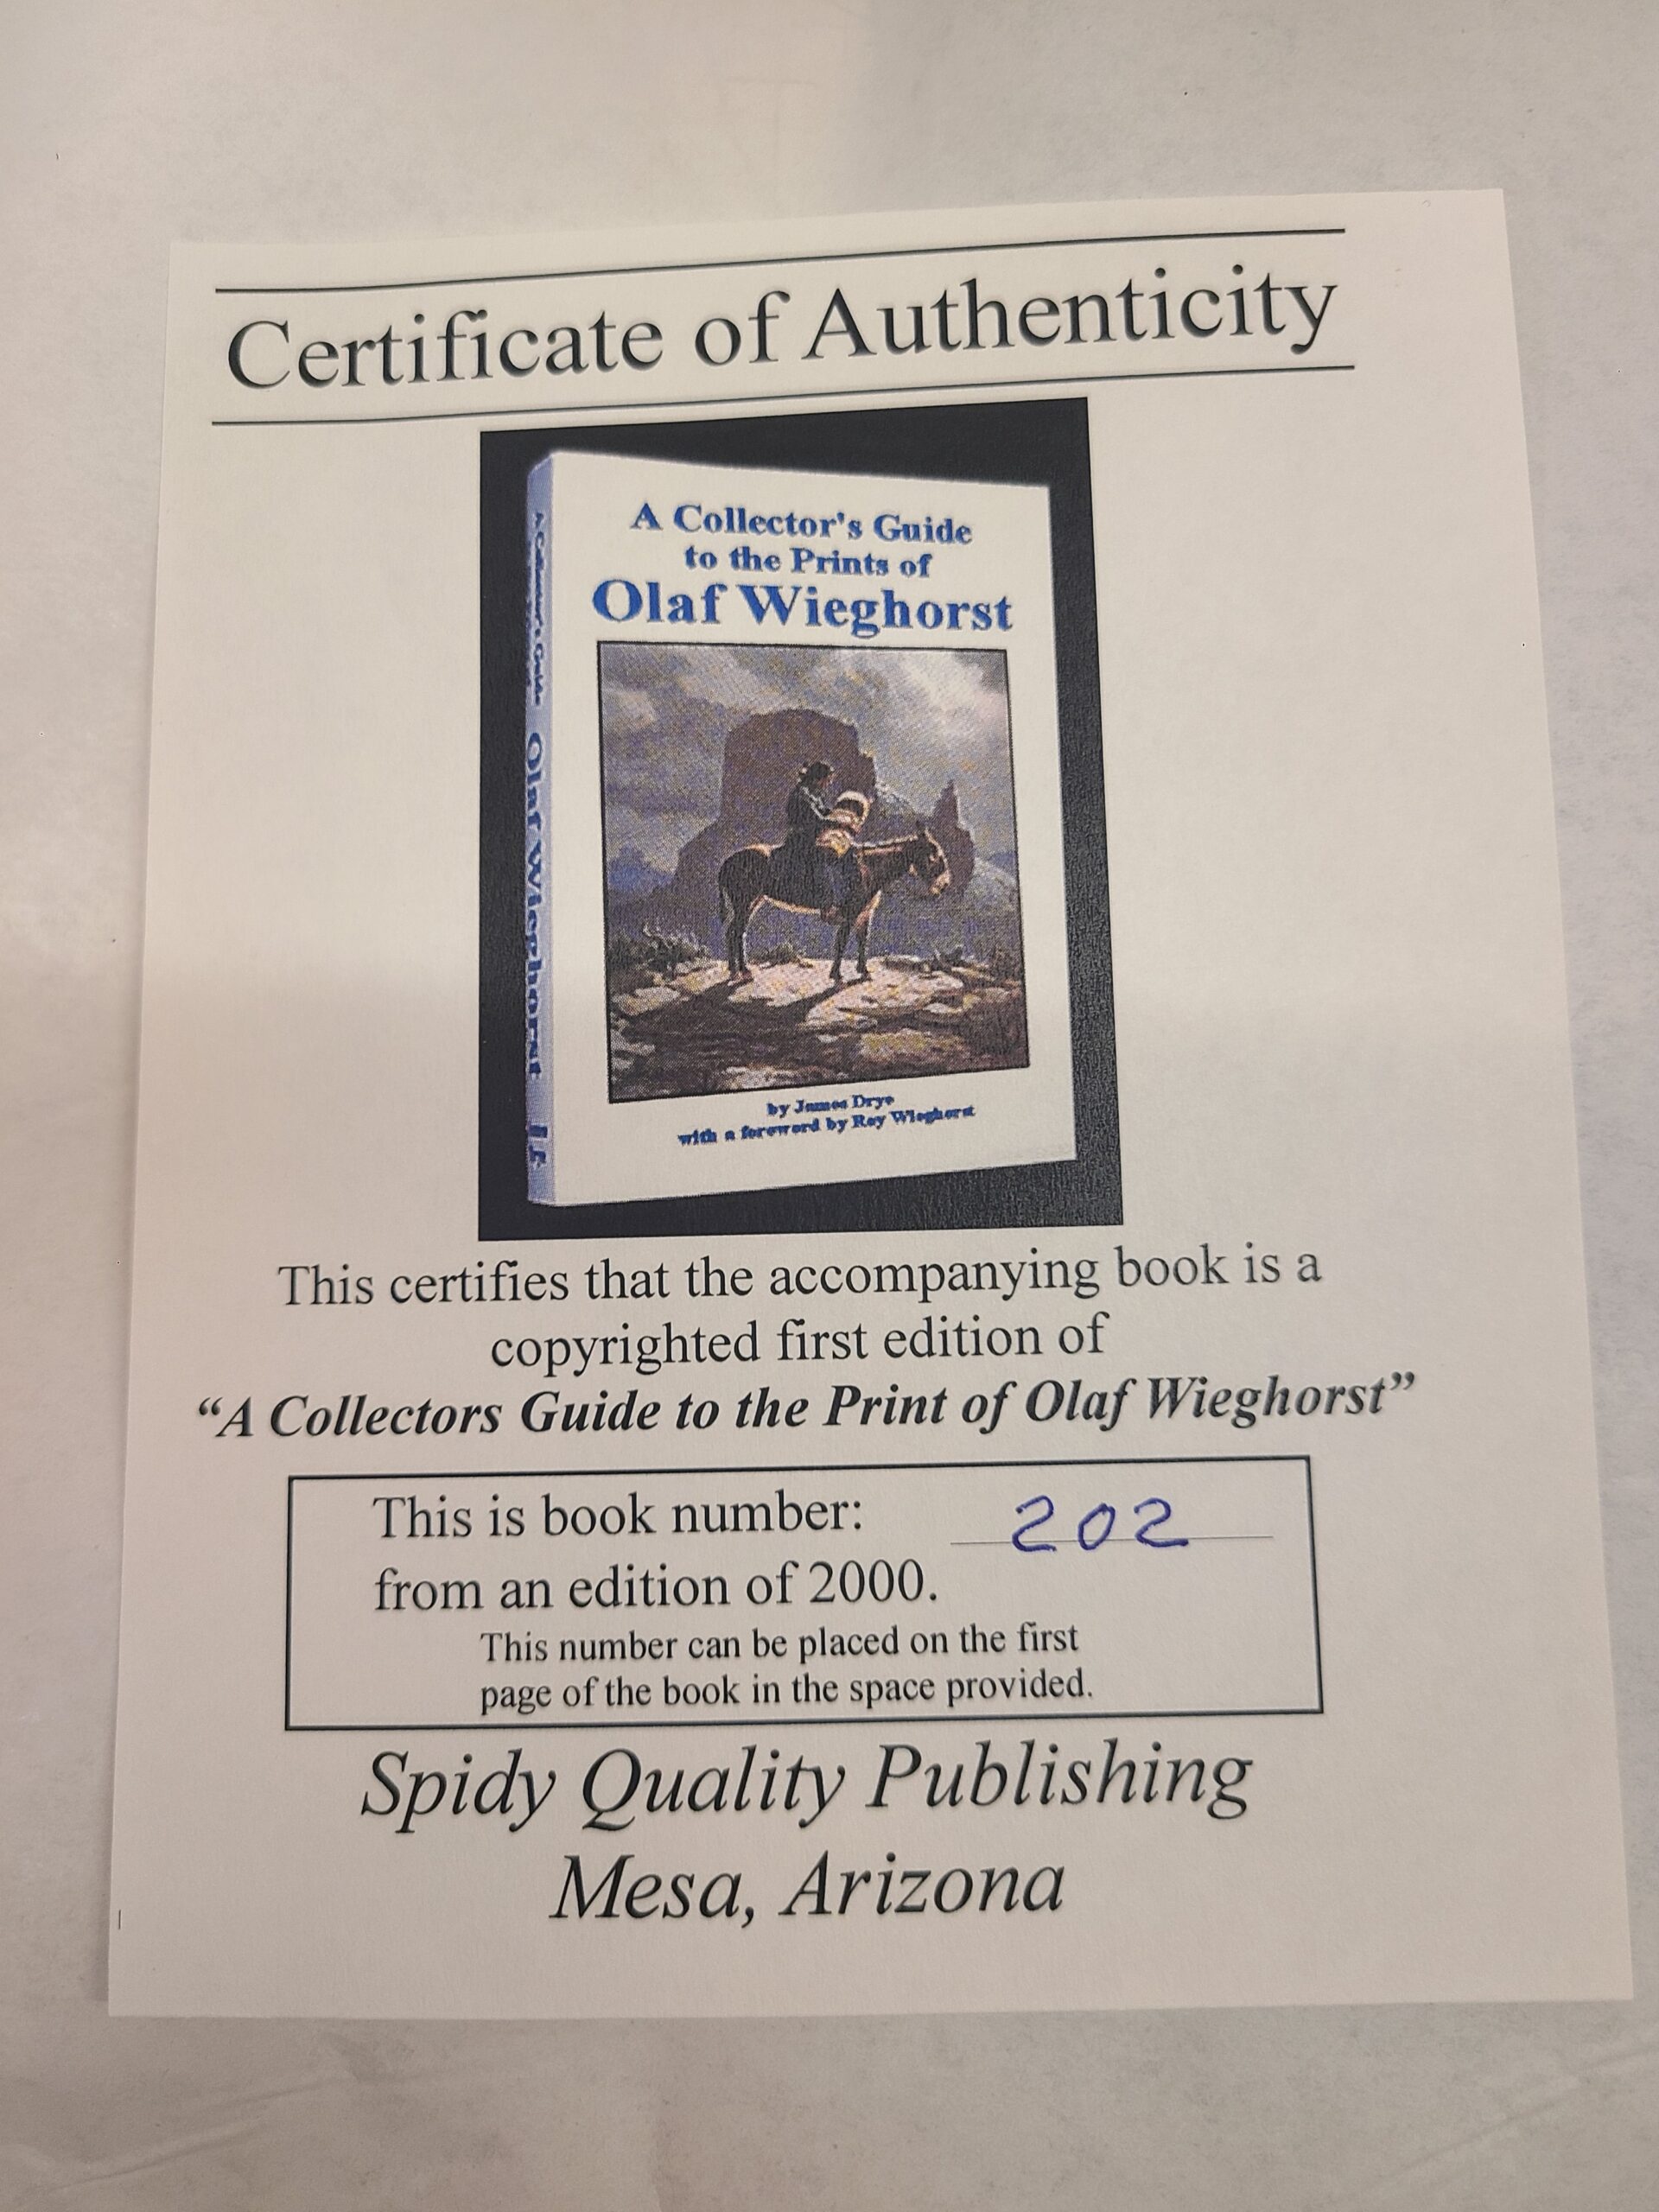 Certificate of Authenticity
A Collector's Guide
to the Prints of
Olaf Wieghorst
by James Drye
with a foreword by Roy Wieghorst
A Collector's Guide
Olaf Wieghorst
This certifies that the accompanying book is a
copyrighted first edition of
“A Collectors Guide to the Print of Olaf Wieghorst”
This is book number: 202
from an edition of 2000.
This number can be placed on the first
page of the book in the space provided.
Spidy Quality Publishing
Mesa, Arizona